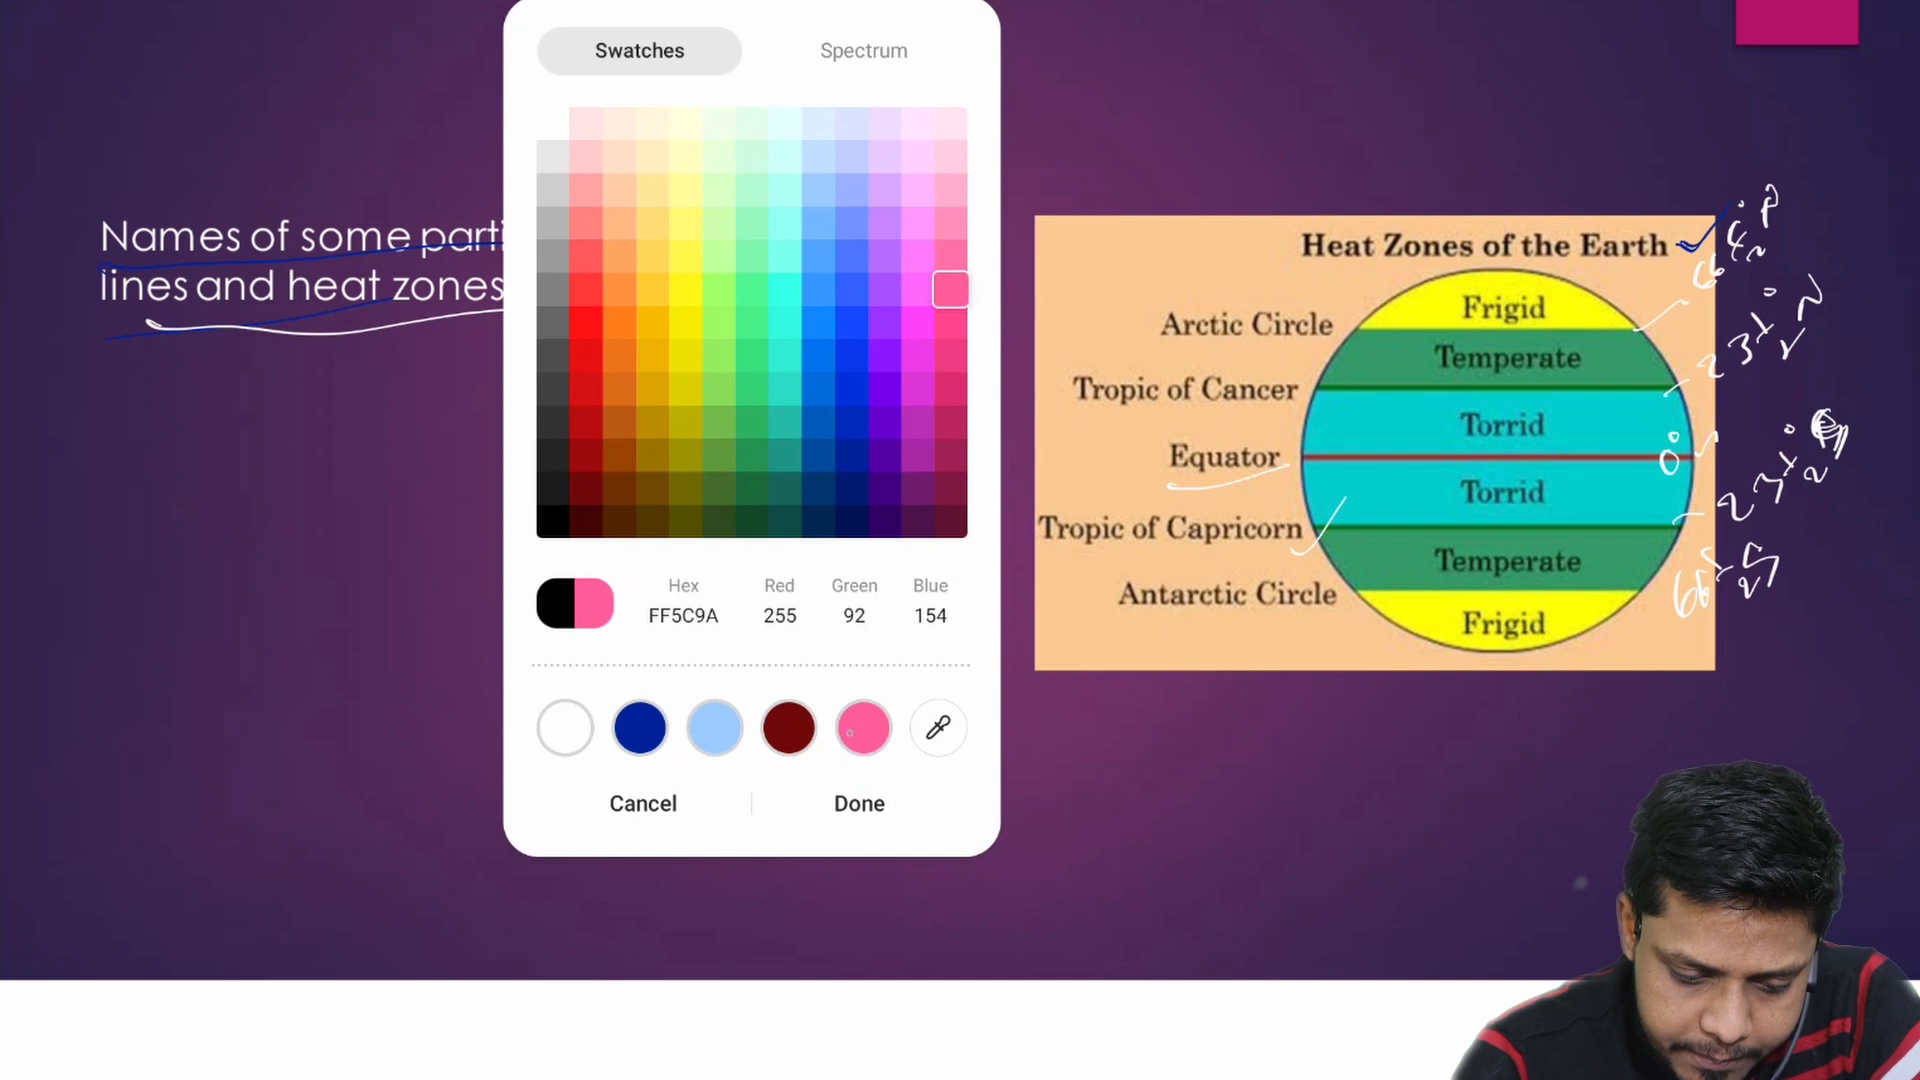 Names of some parti
lines and heat zones
Swatches
Spectrum
Hex
Red
Green
Blue
FF5C9A
255
92
154
Cancel
Done
Heat Zones of the Earth
Arctic Circle
Tropic of Cancer
Equator
Tropic of Capricorn
Antarctic Circle
Frigid
Temperate
Torrid
Torrid
Temperate
Frigid
0°